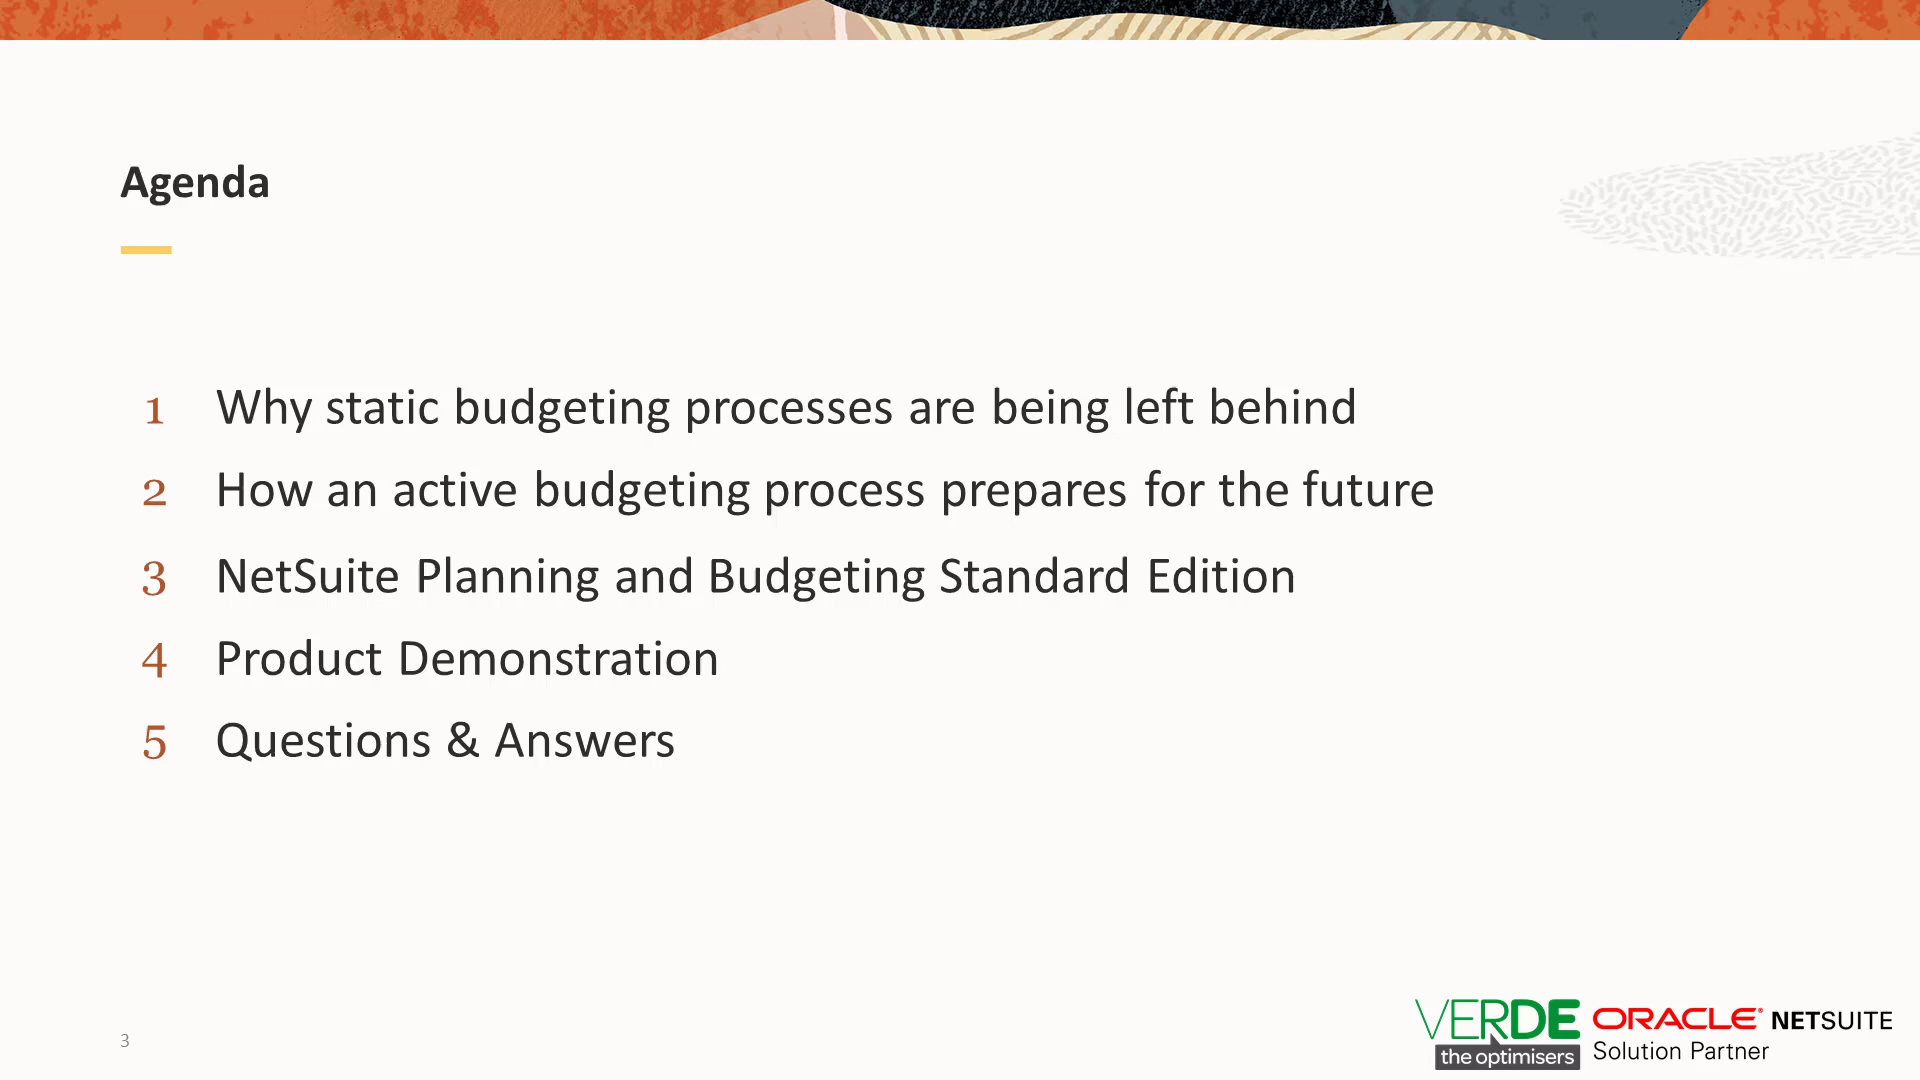 Agenda
1 Why static budgeting processes are being left behind
2 How an active budgeting process prepares for the future
3 NetSuite Planning and Budgeting Standard Edition
4 Product Demonstration
5 Questions & Answers
3
VERDE
the optimisers
ORACLE® NETSUITE
Solution Partner